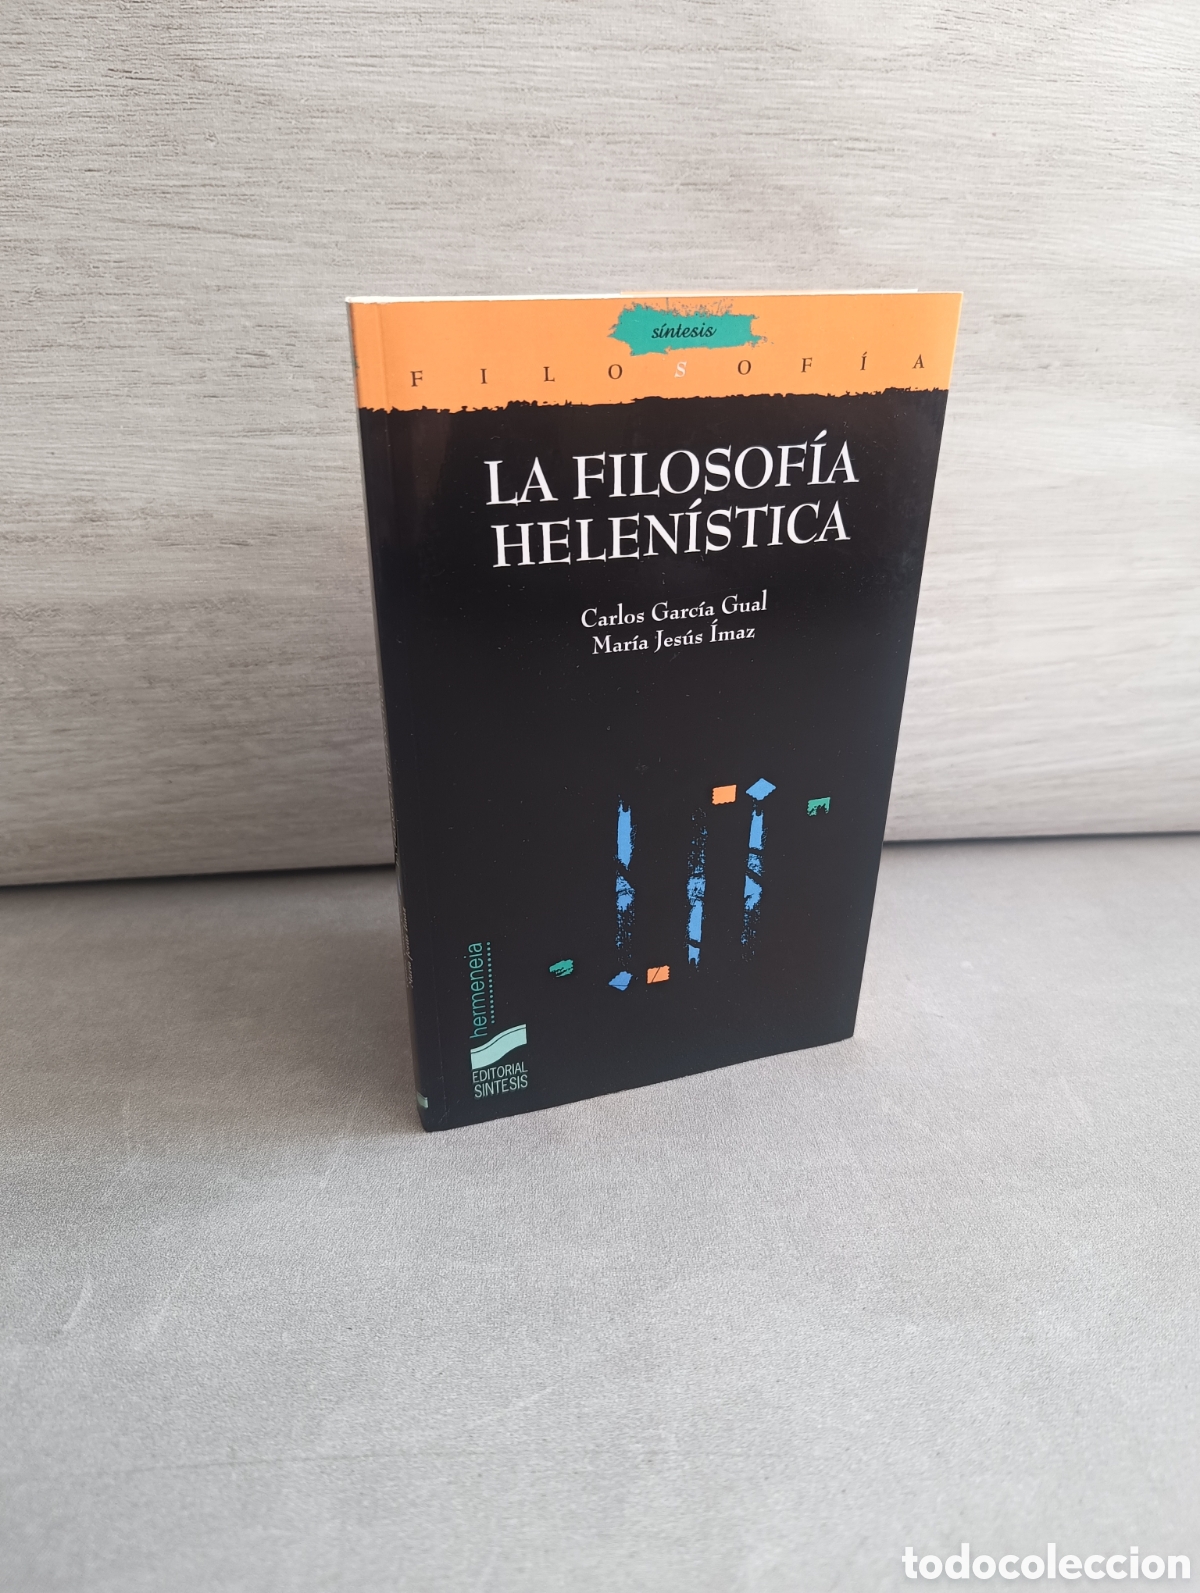 síntesis
FILOSOFÍA
LA FILOSOFÍA
HELENÍSTICA
Carlos García Gual
María Jesús Ímaz
hermeneia
EDITORIAL
SINTESIS
todocoleccion